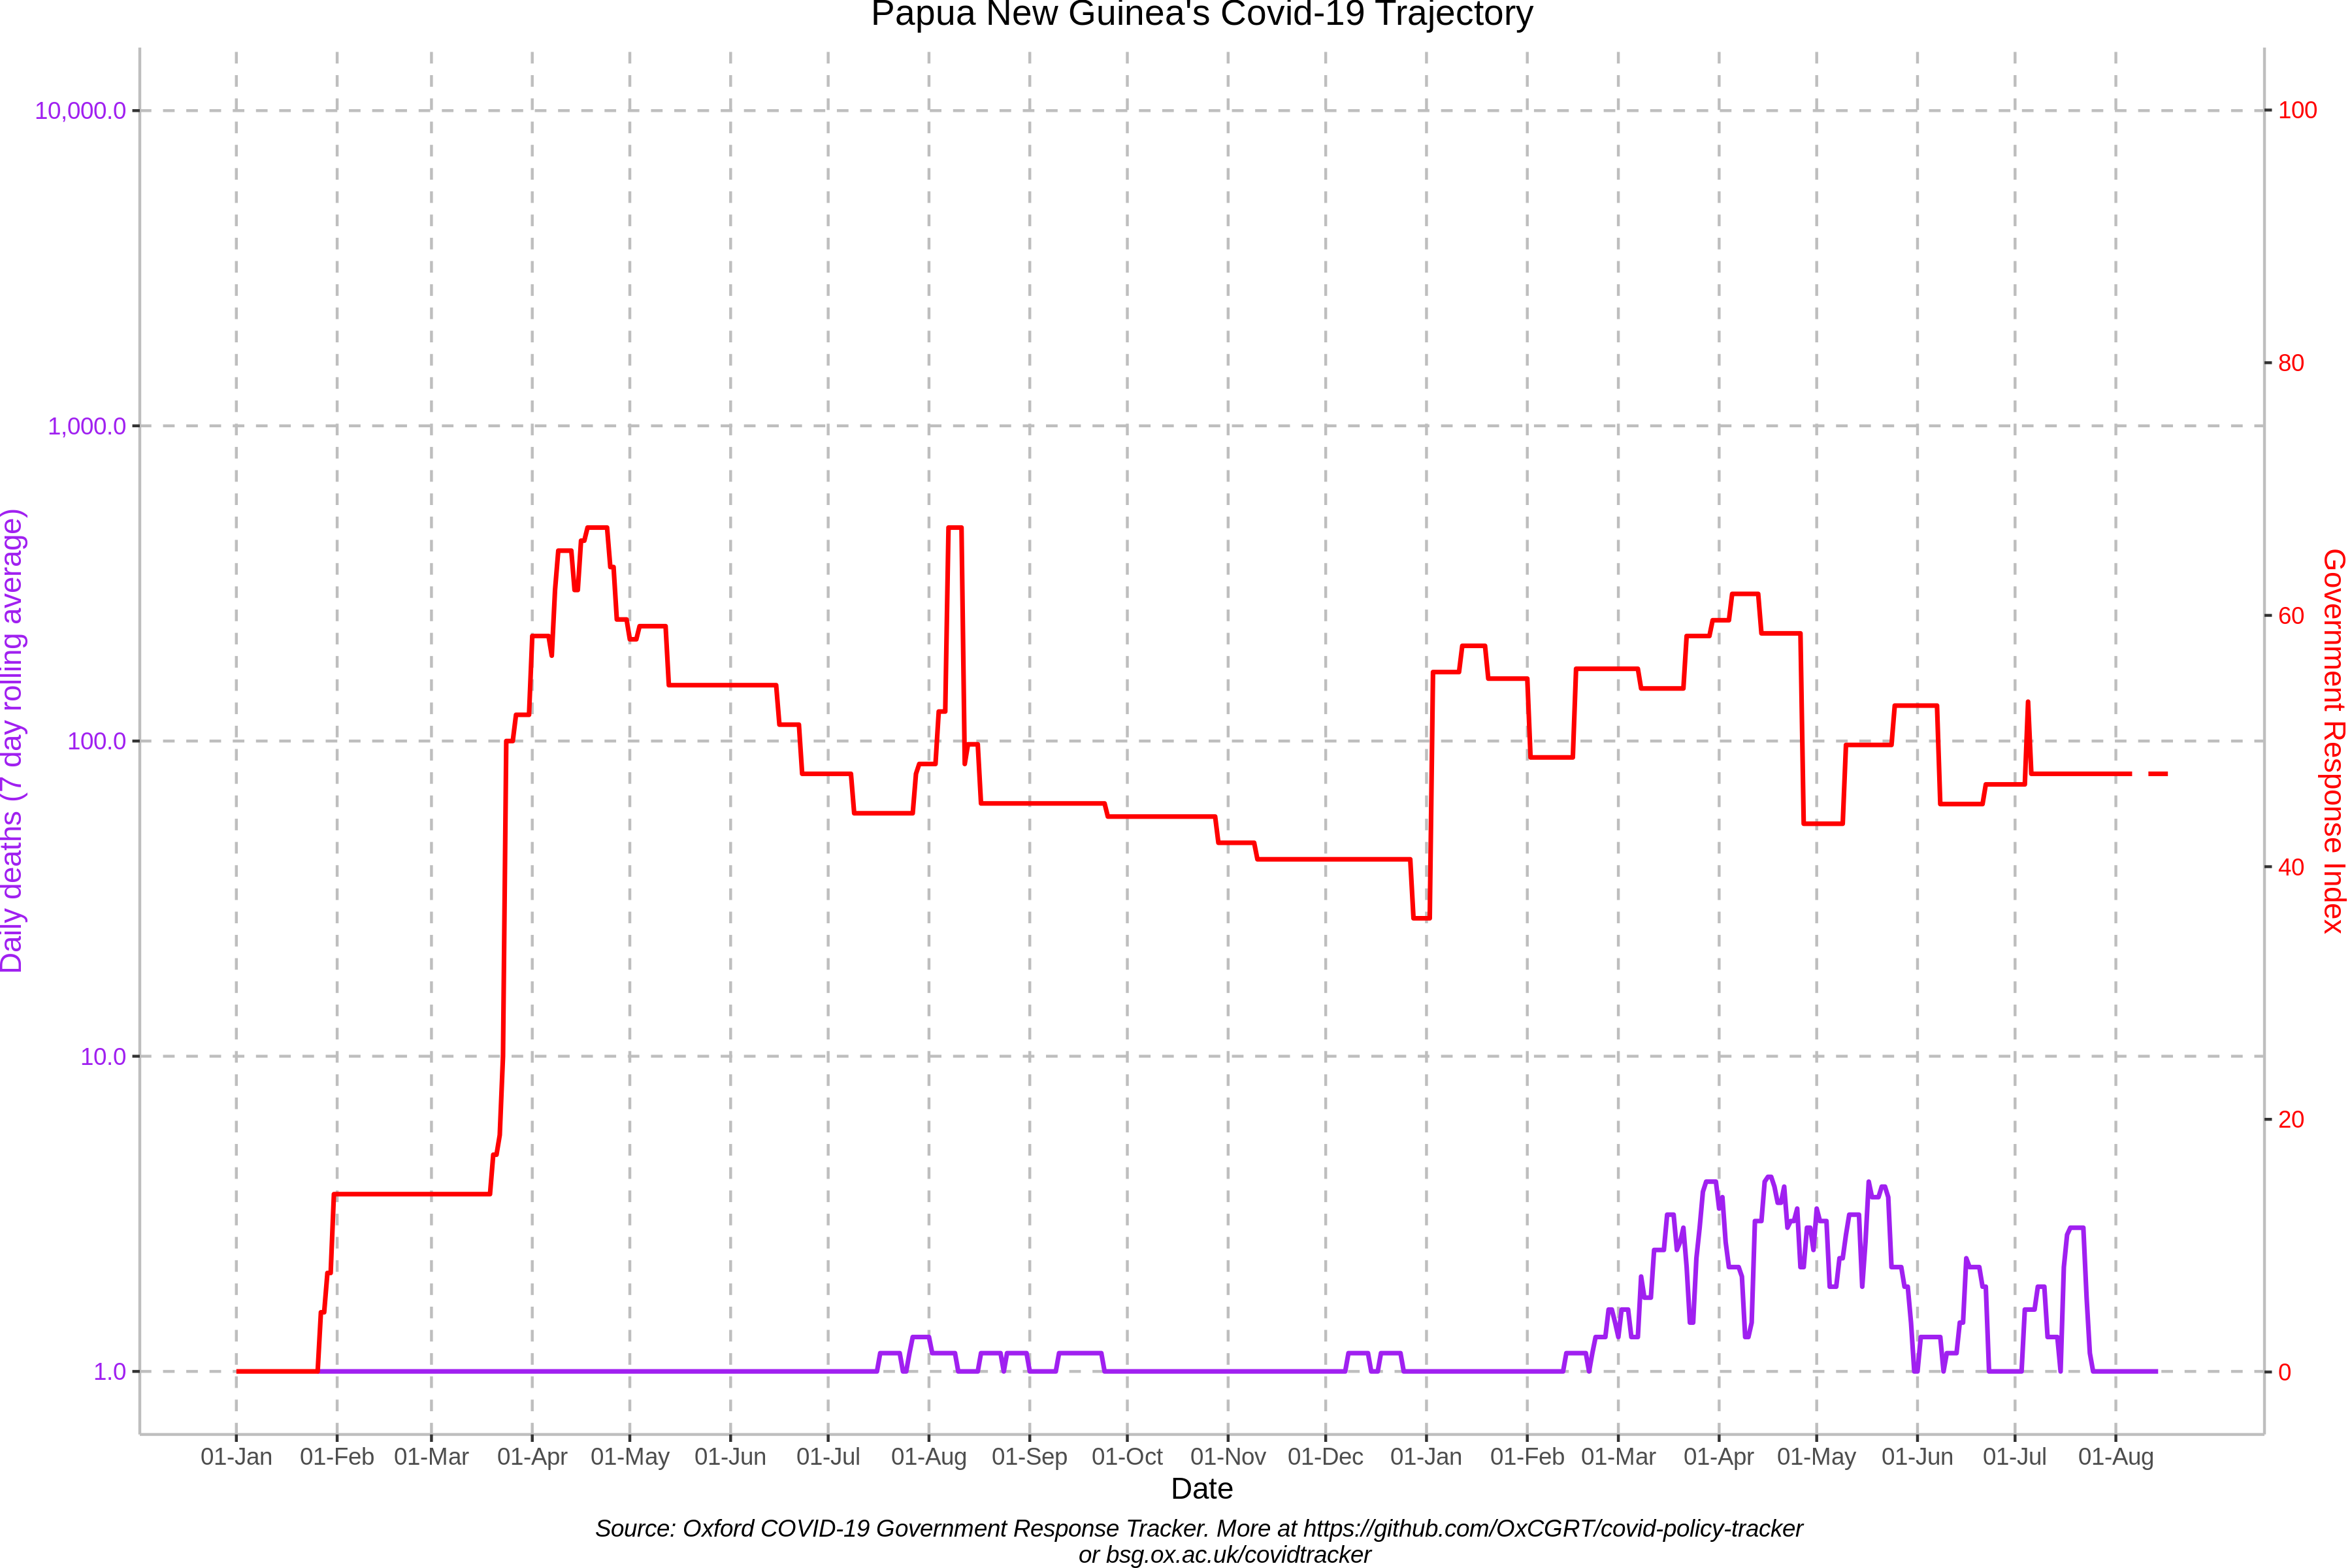 Papua New Guinea's Covid-19 Trajectory
10,000.0
1,000.0
100.0
10.0
1.0
Daily deaths (7 day rolling average)
100
80
60
40
20
0
Government Response Index
01-Jan 01-Feb 01-Mar 01-Apr 01-May 01-Jun 01-Jul 01-Aug 01-Sep 01-Oct 01-Nov 01-Dec 01-Jan 01-Feb 01-Mar 01-Apr 01-May 01-Jun 01-Jul 01-Aug
Date
Source: Oxford COVID-19 Government Response Tracker. More at https://github.com/OxCGRT/covid-policy-tracker
or bsg.ox.ac.uk/covidtracker